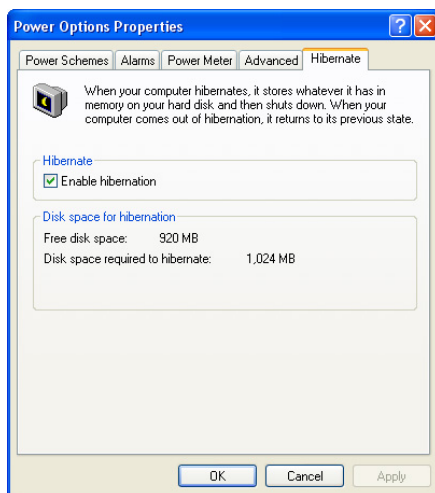 Power Options Properties
Power Schemes Alarms Power Meter Advanced Hibernate
When your computer hibernates, it stores whatever it has in
memory on your hard disk and then shuts down. When your
computer comes out of hibernation, it returns to its previous state.
Hibernate
Enable hibernation
Disk space for hibernation
Free disk space: 920 MB
Disk space required to hibernate: 1,024 MB
OK Cancel Apply